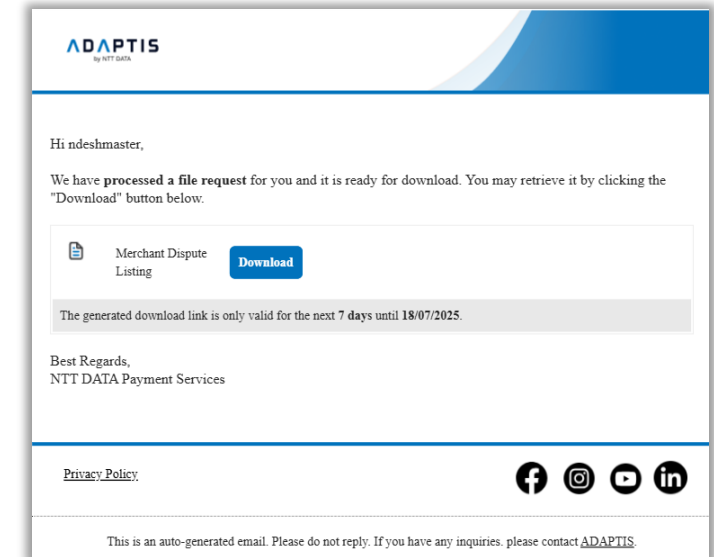 ADAPTIS
by NTT DATA
Hi ndeshmaster,
We have processed a file request for you and it is ready for download. You may retrieve it by clicking the
"Download" button below.
Merchant Dispute
Listing
Download
The generated download link is only valid for the next 7 days until 18/07/2025.
Best Regards,
NTT DATA Payment Services
Privacy Policy
This is an auto-generated email. Please do not reply. If you have any inquiries. please contact ADAPTIS.